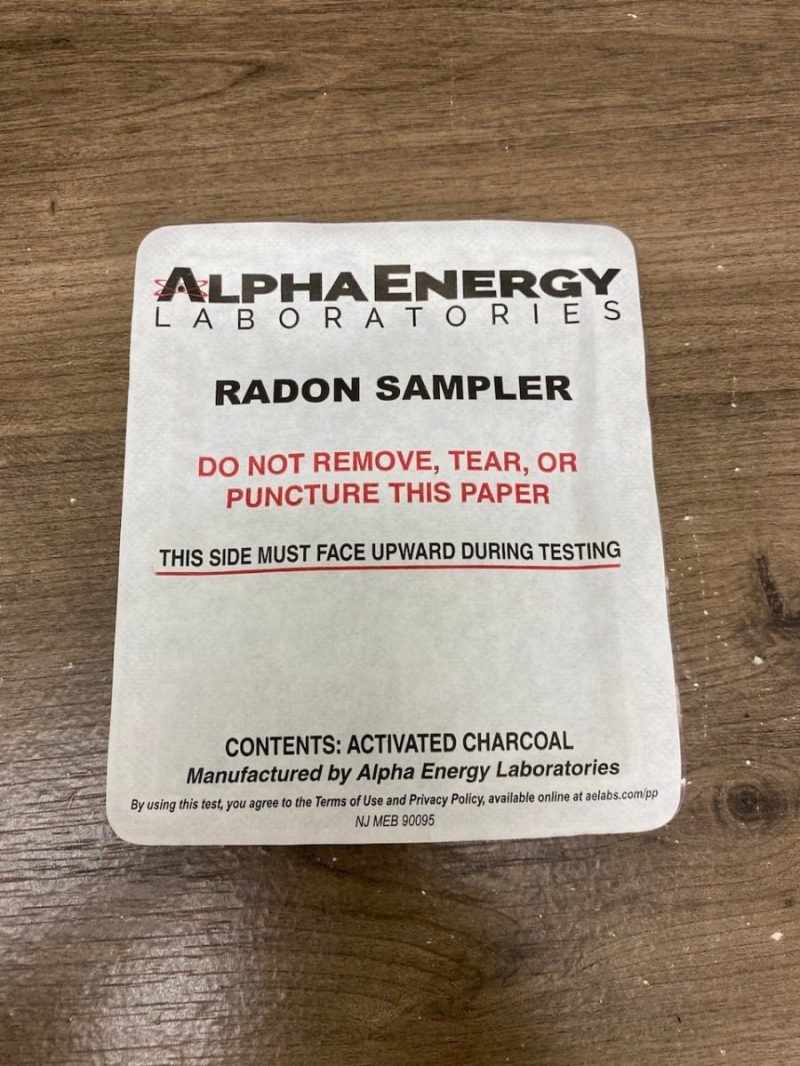 ALPHAENERGY
LABORATORIES
RADON SAMPLER
DO NOT REMOVE, TEAR, OR
PUNCTURE THIS PAPER
THIS SIDE MUST FACE UPWARD DURING TESTING
CONTENTS: ACTIVATED CHARCOAL
Manufactured by Alpha Energy Laboratories
By using this test, you agree to the Terms of Use and Privacy Policy, available online at aelabs.com/pp
NJ MEB 90095